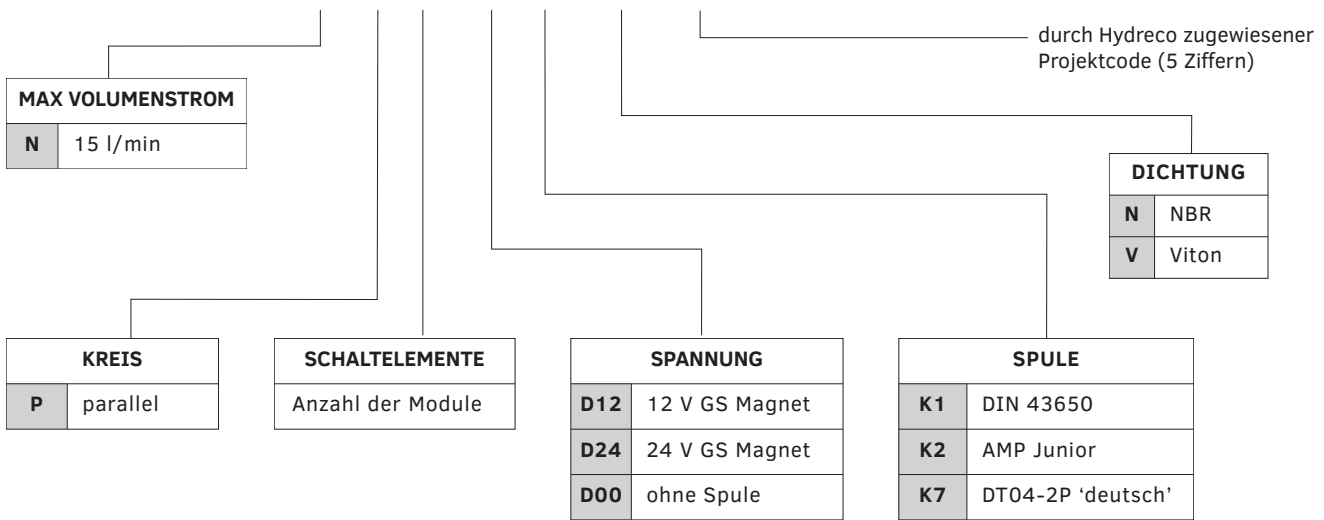 durch Hydreco zugewiesener
Projektcode (5 Ziffern)
MAX VOLUMENSTROM
N 15 l/min
DICHTUNG
N NBR
V Viton
KREIS
P parallel
SCHALTELEMENTE
Anzahl der Module
SPANNUNG
D12 12 V GS Magnet
D24 24 V GS Magnet
D00 ohne Spule
SPULE
K1 DIN 43650
K2 AMP Junior
K7 DT04-2P ‘deutsch’